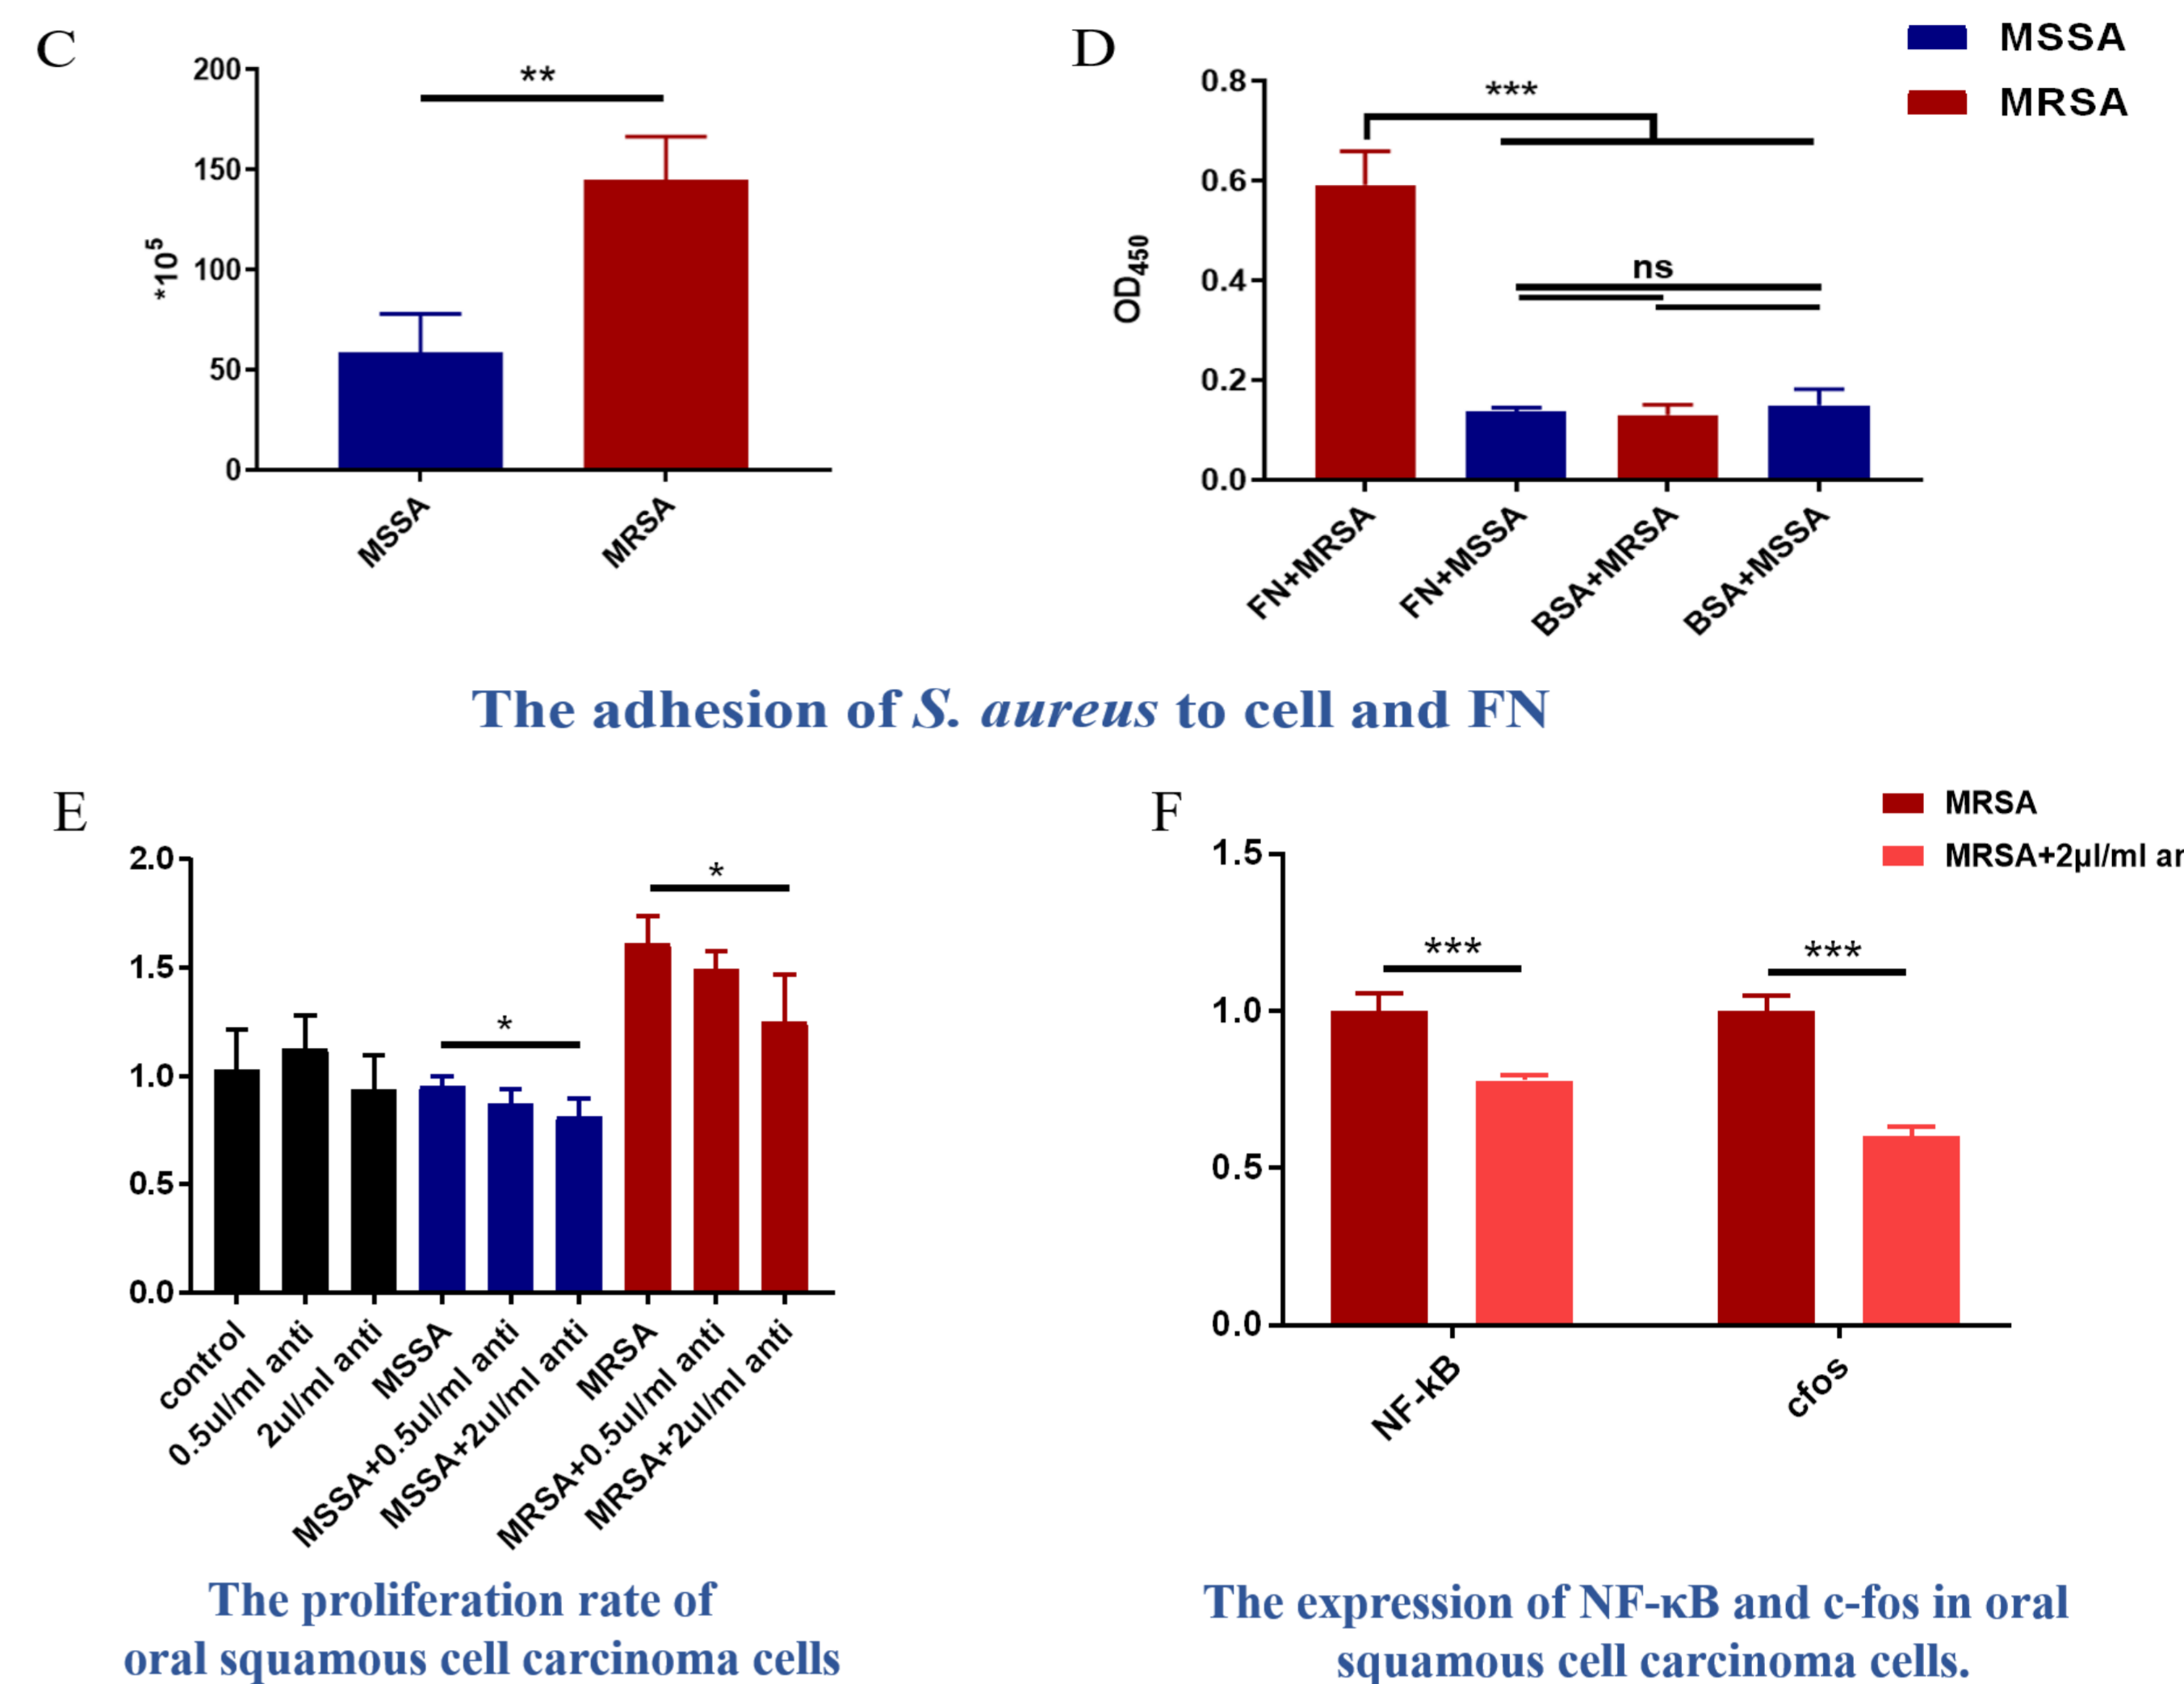 C
200
150
100
50
0
*10⁵
**
MSSA
MRSA
D
MSSA
MRSA
0.8
0.6
0.4
0.2
0.0
OD₄₅₀
***
ns
FN+MRSA
FN+MSSA
BSA+MRSA
BSA+MSSA
The adhesion of S. aureus to cell and FN
E
2.0
1.5
1.0
0.5
0.0
*
*
control
0.5ul/ml anti
2ul/ml anti
MSSA
MSSA+0.5ul/ml anti
MSSA+2ul/ml anti
MRSA
MRSA+0.5ul/ml anti
MRSA+2ul/ml anti
The proliferation rate of
oral squamous cell carcinoma cells
F
MRSA
MRSA+2µl/ml
1.5
1.0
0.5
0.0
***
***
NF-kB
cfos
The expression of NF-κB and c-fos in oral
squamous cell carcinoma cells.